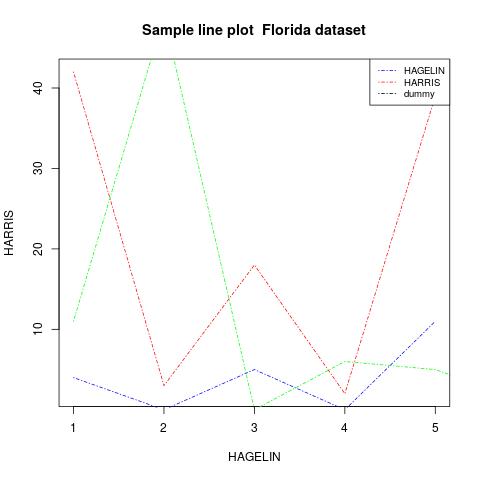 Sample line plot  Florida dataset
HAGELIN
HARRIS
dummy
HARRIS
40
30
20
10
1 2 3 4 5
HAGELIN